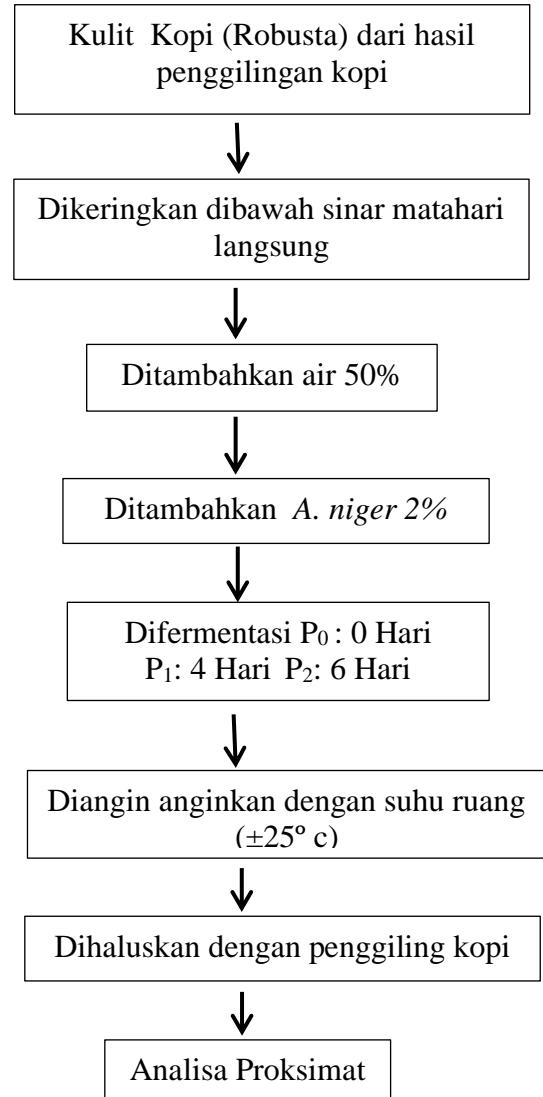 Kulit Kopi (Robusta) dari hasil
penggilingan kopi
Dikeringkan dibawah sinar matahari
langsung
Ditambahkan air 50%
Ditambahkan A. niger 2%
Difermentasi P₀ : 0 Hari
P₁: 4 Hari P₂: 6 Hari
Diangin anginkan dengan suhu ruang
(±25º c)
Dihaluskan dengan penggiling kopi
Analisa Proksimat